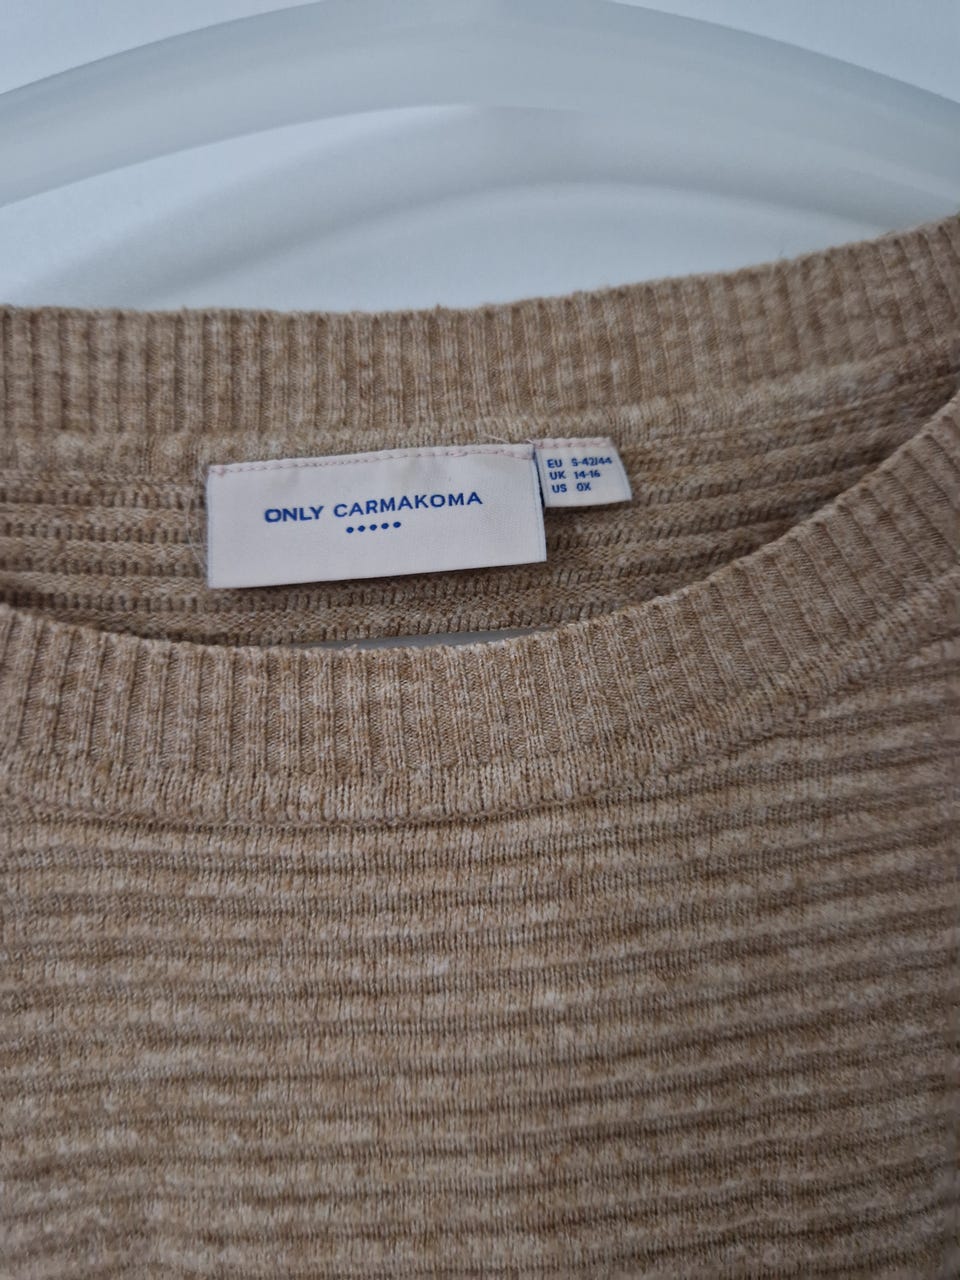 ONLY CARMAKOMA
EU S-42/44
UK 14-16
US 0X